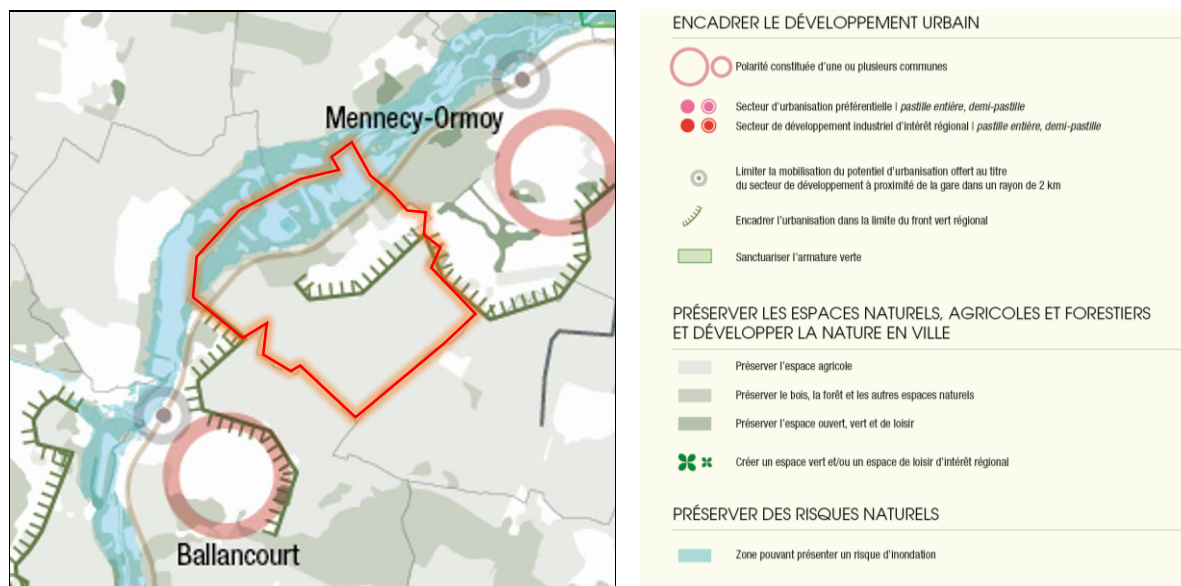 Mennecy-Ormoy
Ballancourt
ENCADRER LE DÉVELOPPEMENT URBAIN
Polarité constituée d'une ou plusieurs communes
Secteur d'urbanisation préférentielle | pastille entière, demi-pastille
Secteur de développement industriel d'intérêt régional | pastille entière, demi-pastille
Limiter la mobilisation du potentiel d'urbanisation offert au titre
du secteur de développement à proximité de la gare dans un rayon de 2 km
Encadrer l'urbanisation dans la limite du front vert régional
Sanctuariser l'armature verte
PRÉSERVER LES ESPACES NATURELS, AGRICOLES ET FORESTIERS
ET DÉVELOPPER LA NATURE EN VILLE
Préserver l'espace agricole
Préserver le bois, la forêt et les autres espaces naturels
Préserver l'espace ouvert, vert et de loisir
Créer un espace vert et/ou un espace de loisir d'intérêt régional
PRÉSERVER DES RISQUES NATURELS
Zone pouvant présenter un risque d'inondation